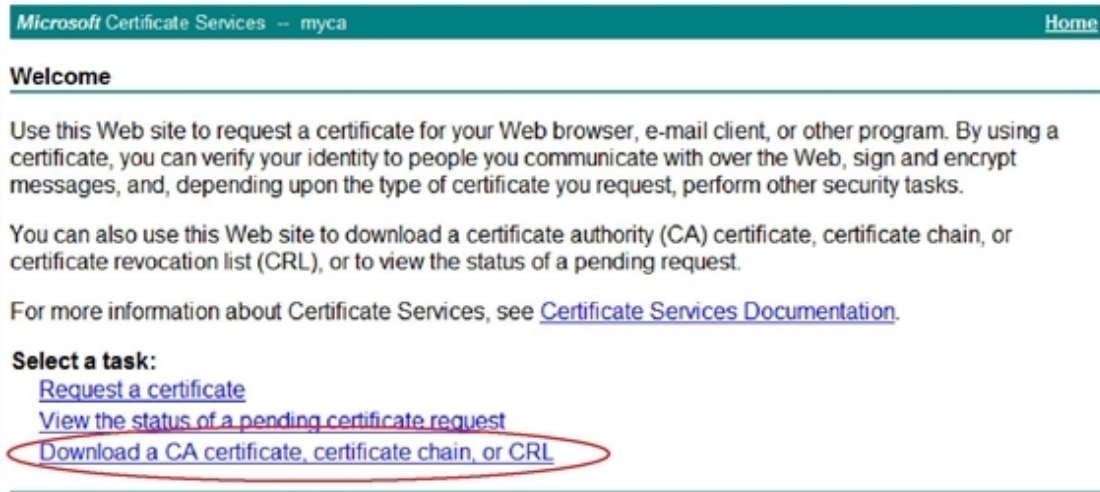 Microsoft Certificate Services -- myca Home
Welcome
Use this Web site to request a certificate for your Web browser, e-mail client, or other program. By using a
certificate, you can verify your identity to people you communicate with over the Web, sign and encrypt
messages, and, depending upon the type of certificate you request, perform other security tasks.
You can also use this Web site to download a certificate authority (CA) certificate, certificate chain, or
certificate revocation list (CRL), or to view the status of a pending request.
For more information about Certificate Services, see Certificate Services Documentation.
Select a task:
Request a certificate
View the status of a pending certificate request
Download a CA certificate, certificate chain, or CRL